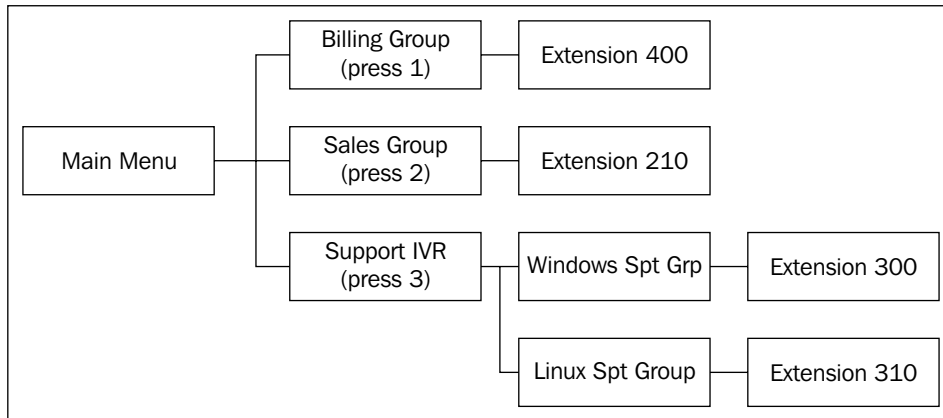 Main Menu
Billing Group
(press 1)
Extension 400
Sales Group
(press 2)
Extension 210
Support IVR
(press 3)
Windows Spt Grp
Extension 300
Linux Spt Group
Extension 310